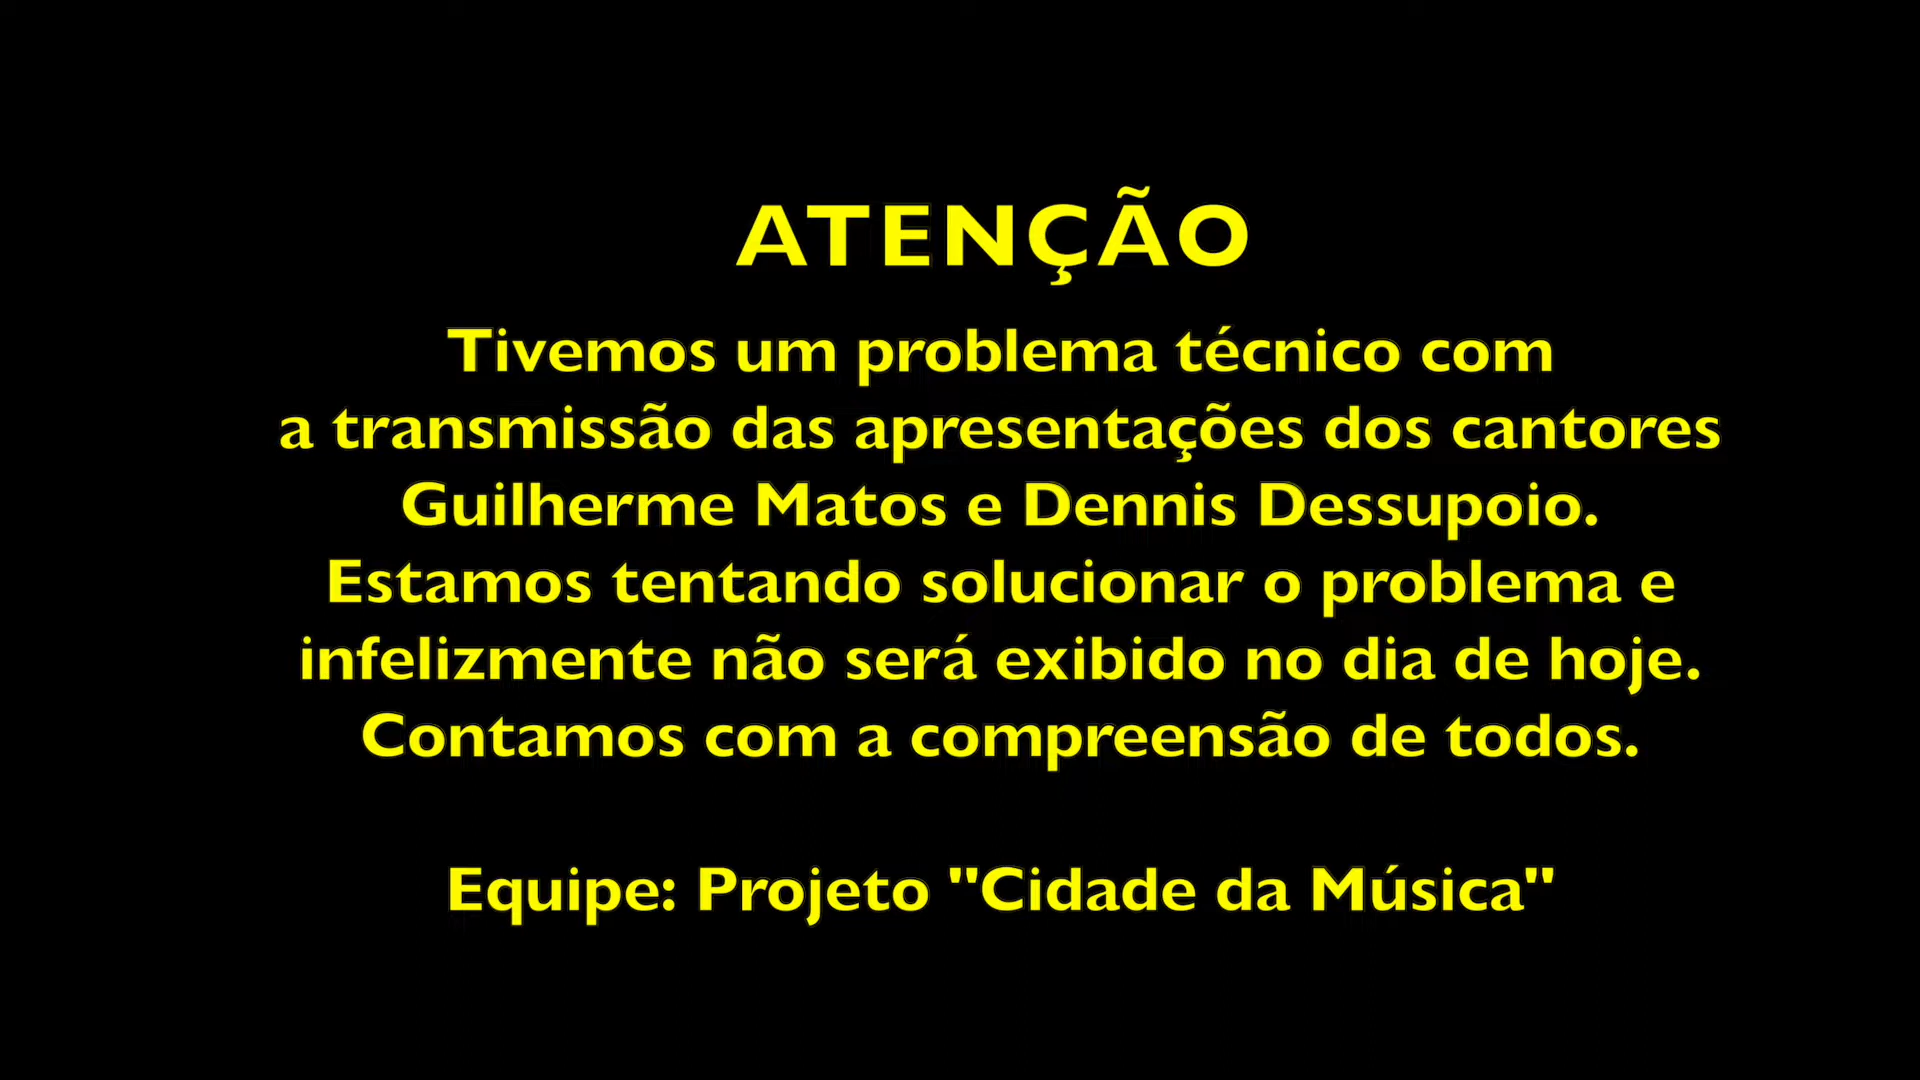 ATENÇÃO
Tivemos um problema técnico com
a transmissão das apresentações dos cantores
Guilherme Matos e Dennis Dessupoio.
Estamos tentando solucionar o problema e
infelizmente não será exibido no dia de hoje.
Contamos com a compreensão de todos.
Equipe: Projeto "Cidade da Música"